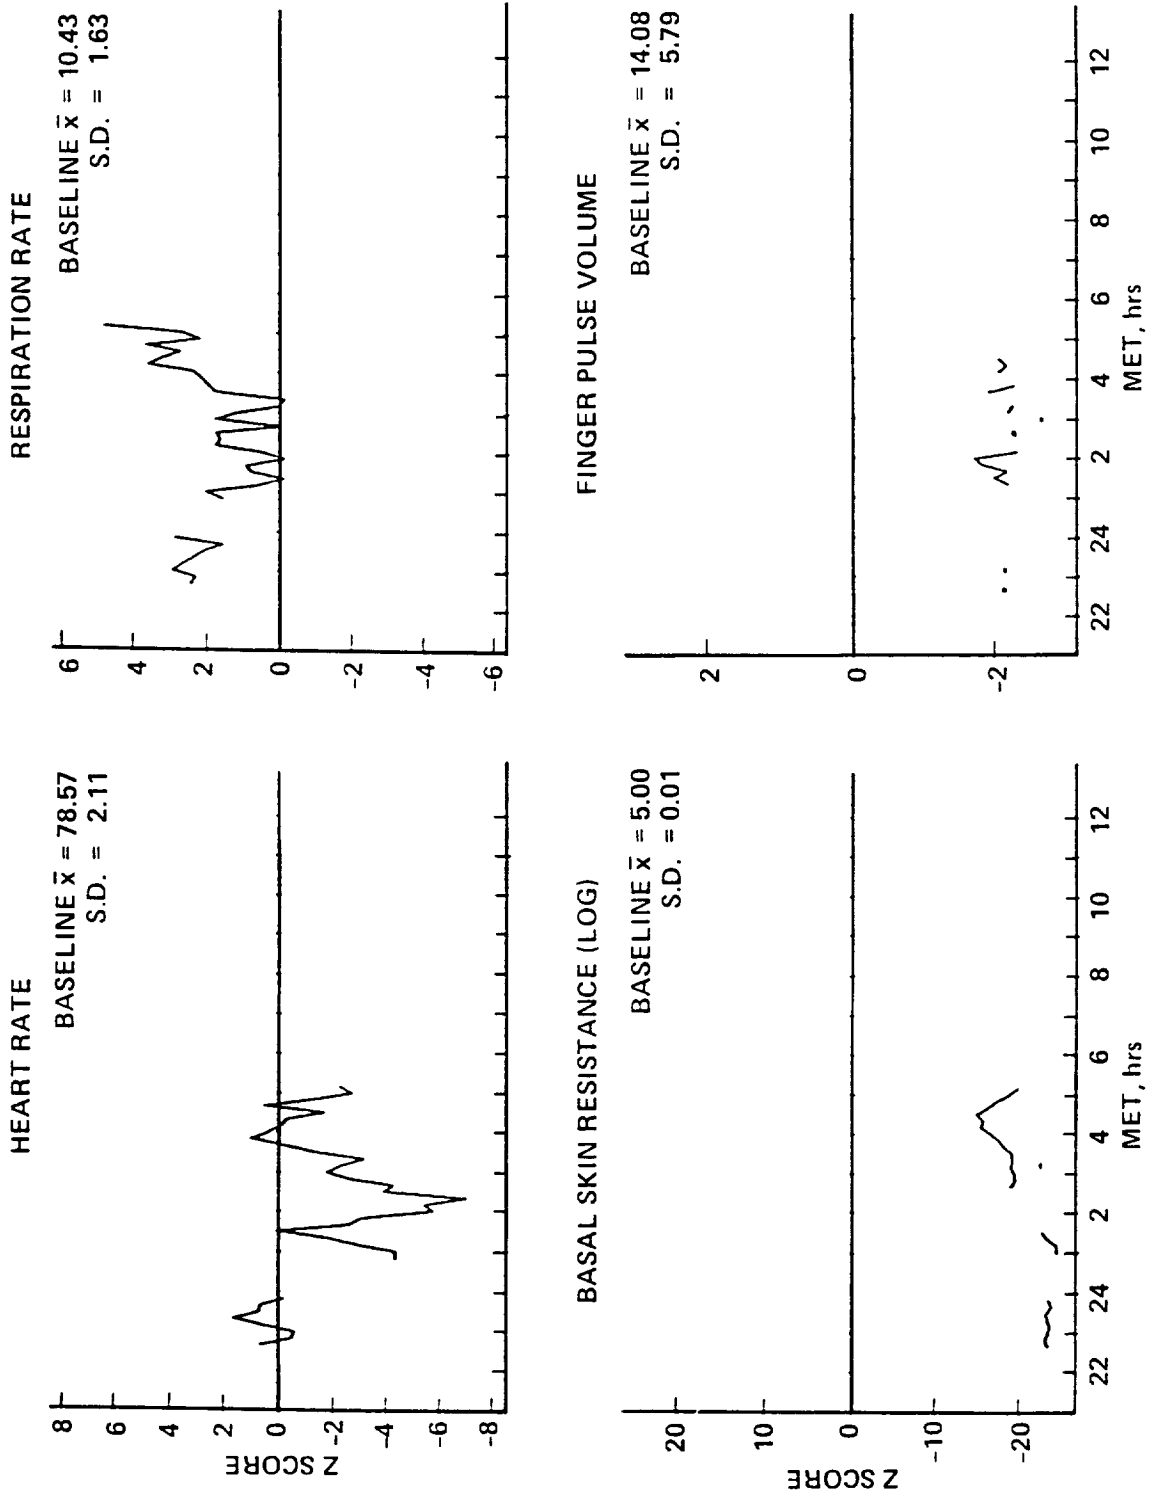 HEART RATE
BASELINE x̄ = 78.57
S.D. = 2.11
8
6
4
2
0
-2
-4
-6
-8
Z SCORE
RESPIRATION RATE
BASELINE x̄ = 10.43
S.D. = 1.63
6
4
2
0
-2
-4
-6
BASAL SKIN RESISTANCE (LOG)
BASELINE x̄ = 5.00
S.D. = 0.01
20
10
0
-10
-20
Z SCORE
22 24 2 4 6 8 10 12
MET, hrs
FINGER PULSE VOLUME
BASELINE x̄ = 14.08
S.D. = 5.79
2
0
-2
22 24 2 4 6 8 10 12
MET, hrs